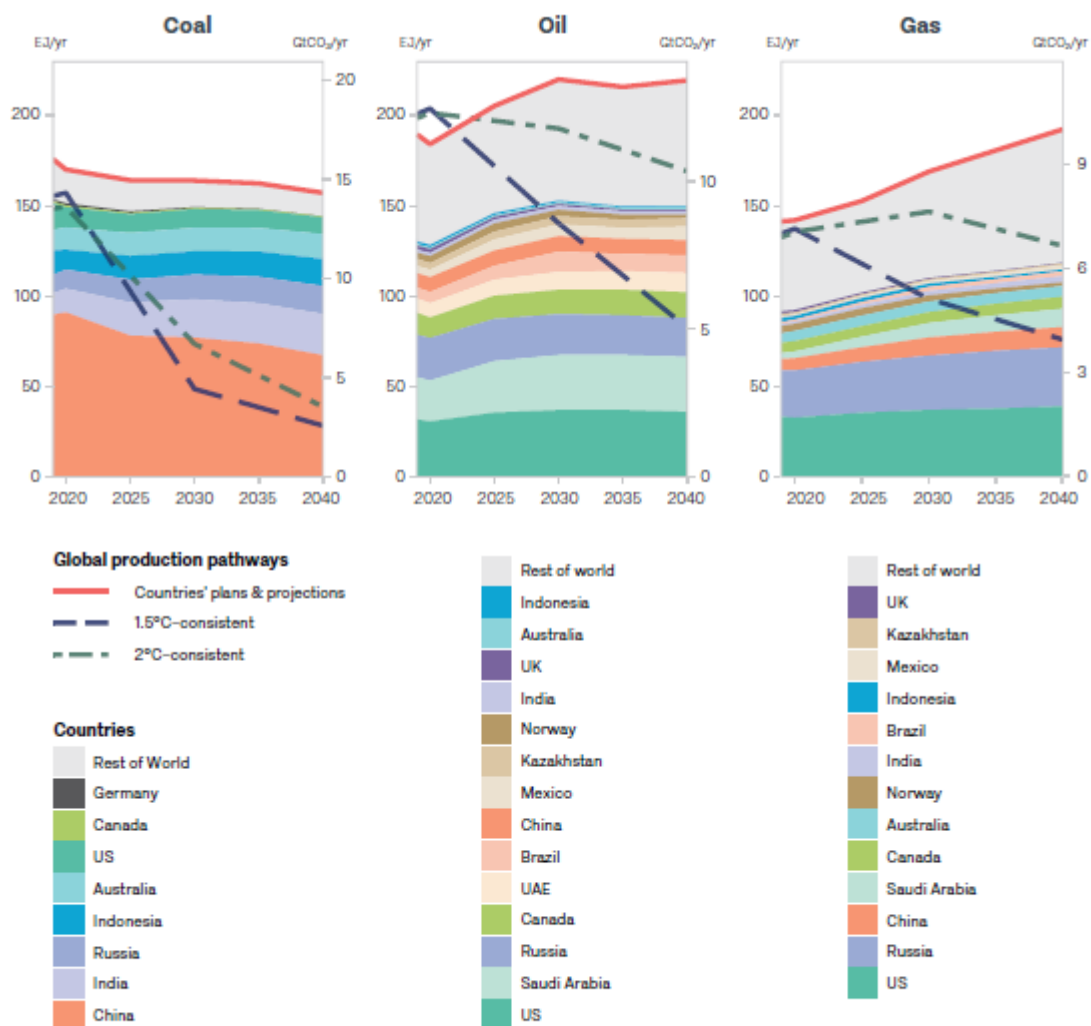 Coal
Oil
Gas
EJ/yr
GtCO₂/yr
EJ/yr
GtCO₂/yr
EJ/yr
GtCO₂/yr
200
150
100
50
0
20
15
10
5
0
200
150
100
50
0
10
5
0
200
150
100
50
0
9
6
3
0
2020 2025 2030 2035 2040
2020 2025 2030 2035 2040
2020 2025 2030 2035 2040
Global production pathways
Countries' plans & projections
1.5°C–consistent
2°C–consistent
Countries
Rest of World
Germany
Canada
US
Australia
Indonesia
Russia
India
China
Rest of world
Indonesia
Australia
UK
India
Norway
Kazakhstan
Mexico
China
Brazil
UAE
Canada
Russia
Saudi Arabia
US
Rest of world
UK
Kazakhstan
Mexico
Indonesia
Brazil
India
Norway
Australia
Canada
Saudi Arabia
China
Russia
US